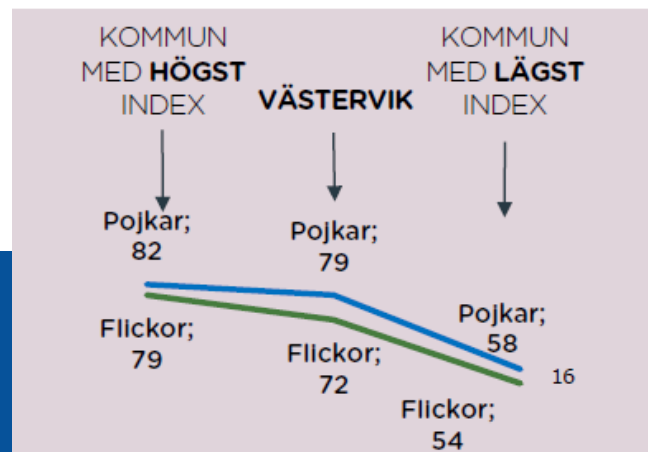 KOMMUN
MED HÖGST
INDEX
VÄSTERVIK
KOMMUN
MED LÄGST
INDEX
Pojkar;
82
Pojkar;
79
Pojkar;
58
Flickor;
79
Flickor;
72
Flickor;
54
16